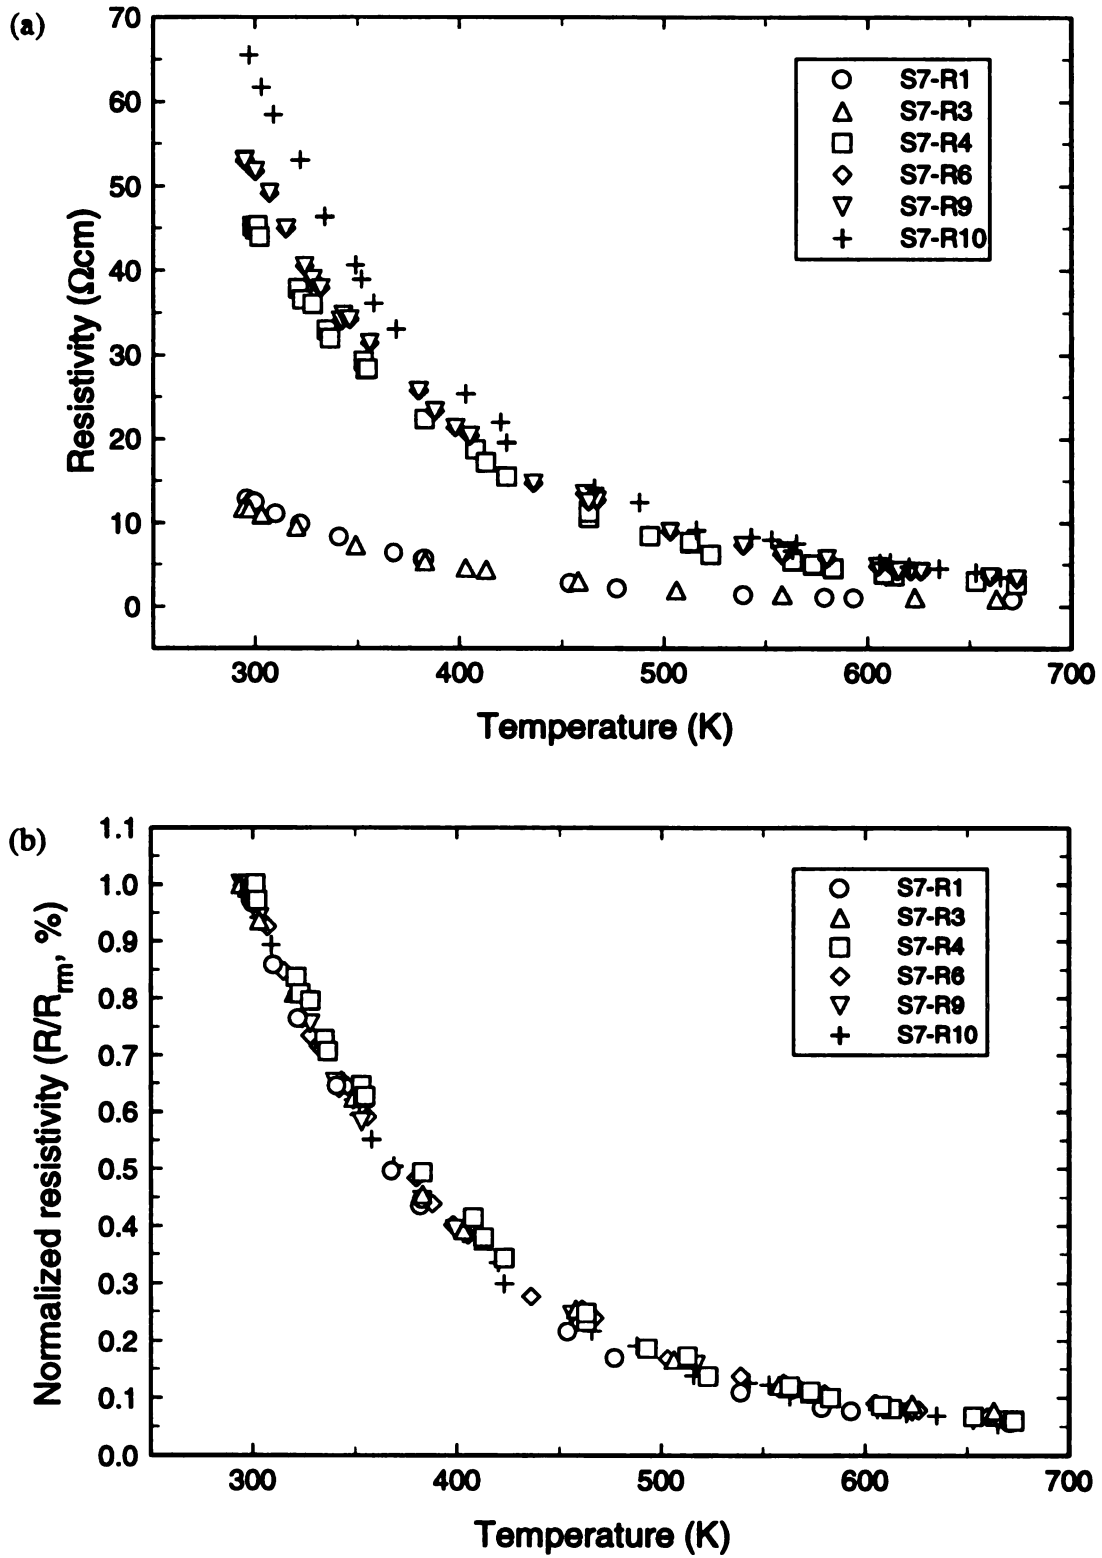 (a)
70
60
50
40
30
20
10
0
Resistivity (Ωcm)
S7-R1
S7-R3
S7-R4
S7-R6
S7-R9
S7-R10
300 400 500 600 700
Temperature (K)
(b)
1.1
1.0
0.9
0.8
0.7
0.6
0.5
0.4
0.3
0.2
0.1
0.0
Normalized resistivity (R/Rrm, %)
S7-R1
S7-R3
S7-R4
S7-R6
S7-R9
S7-R10
300 400 500 600 700
Temperature (K)